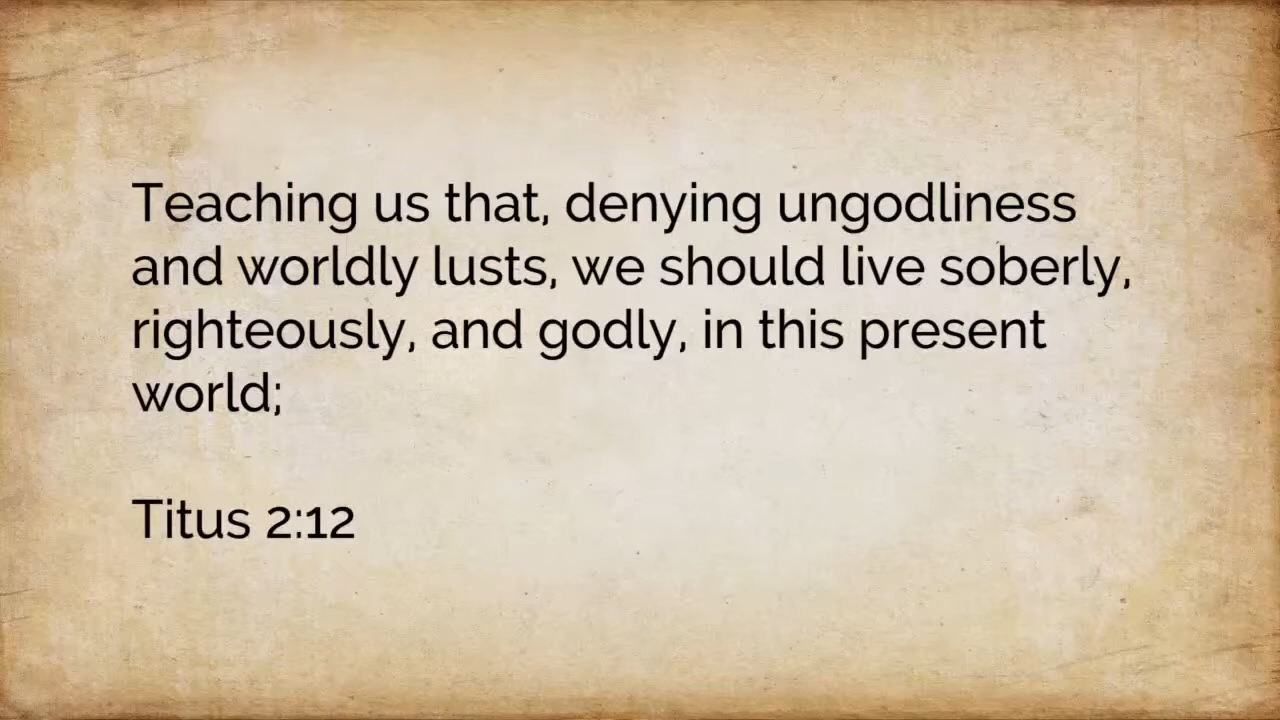 Teaching us that, denying ungodliness
and worldly lusts, we should live soberly,
righteously, and godly, in this present
world;
Titus 2:12